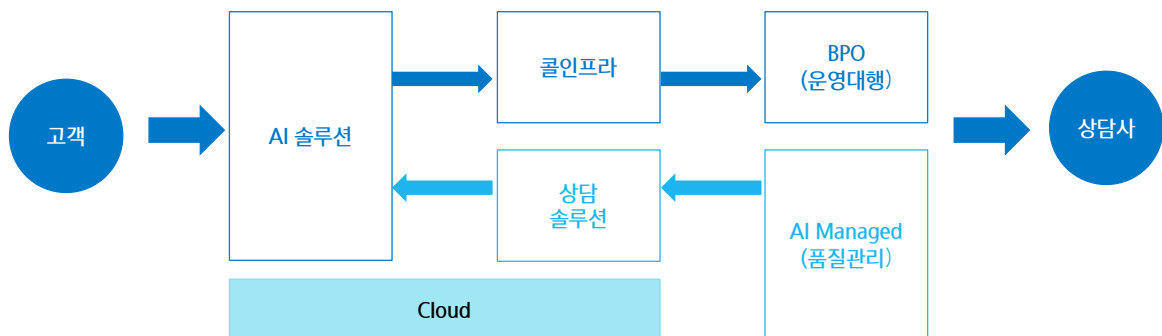 고객
AI 솔루션
콜인프라
BPO
(운영대행)
상담사
상담
솔루션
AI Managed
(품질관리)
Cloud